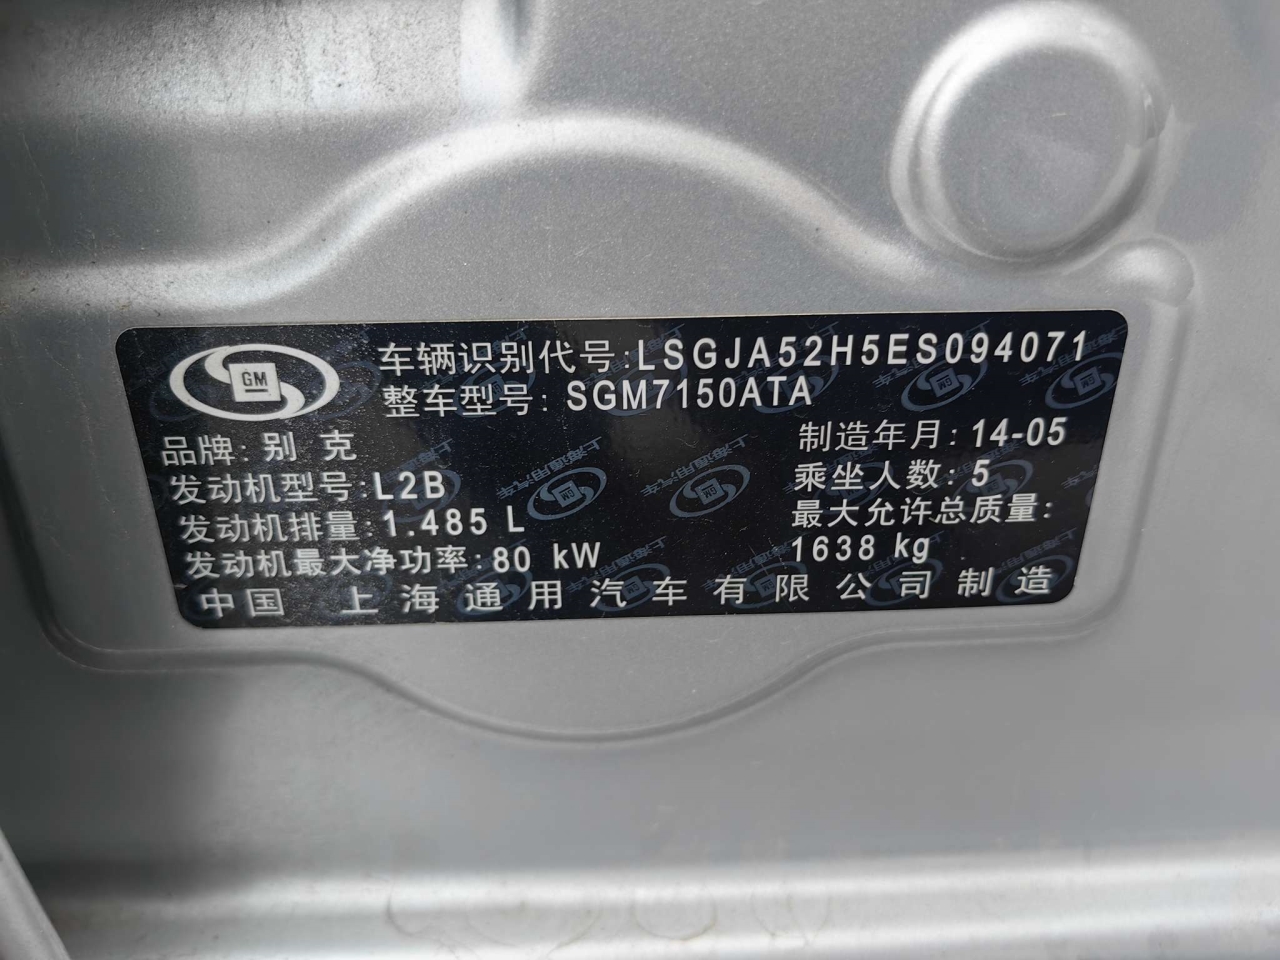 GM
车辆识别代号:LSGJA52H5ES094071
整车型号: SGM7150ATA
品牌: 别 克
制造年月: 14-05
发动机型号:L2B
乘坐人数: 5
发动机排量:1.485 L
最大允许总质量:
发动机最大净功率:80 kW
1638 kg
中国 上海通用汽车有限公司制造